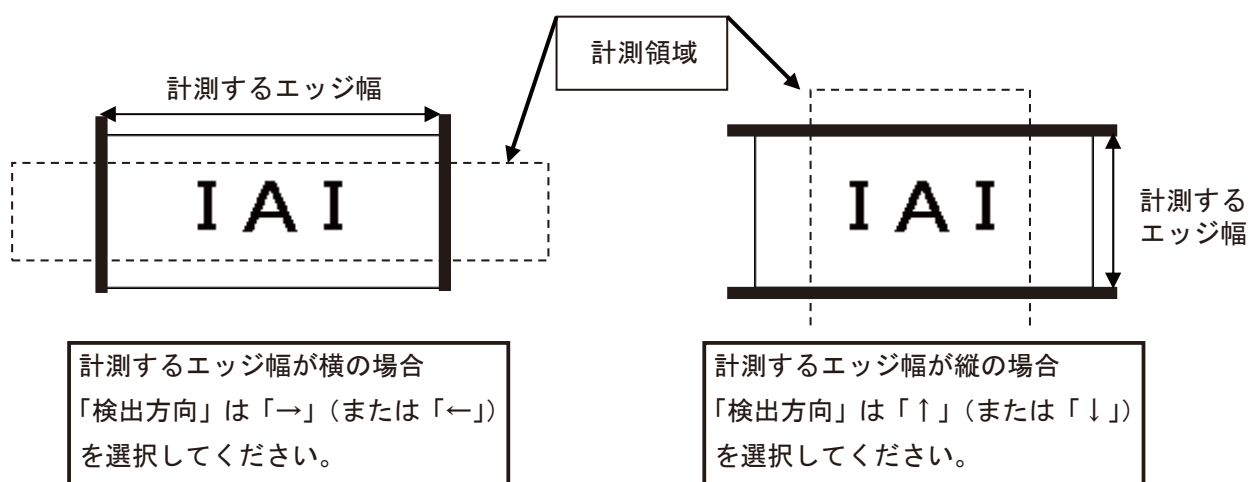 計測領域
計測するエッジ幅
IAI
IAI
計測する
エッジ幅
計測するエッジ幅が横の場合
「検出方向」は「→」（または「←」）
を選択してください。
計測するエッジ幅が縦の場合
「検出方向」は「↑」（または「↓」）
を選択してください。